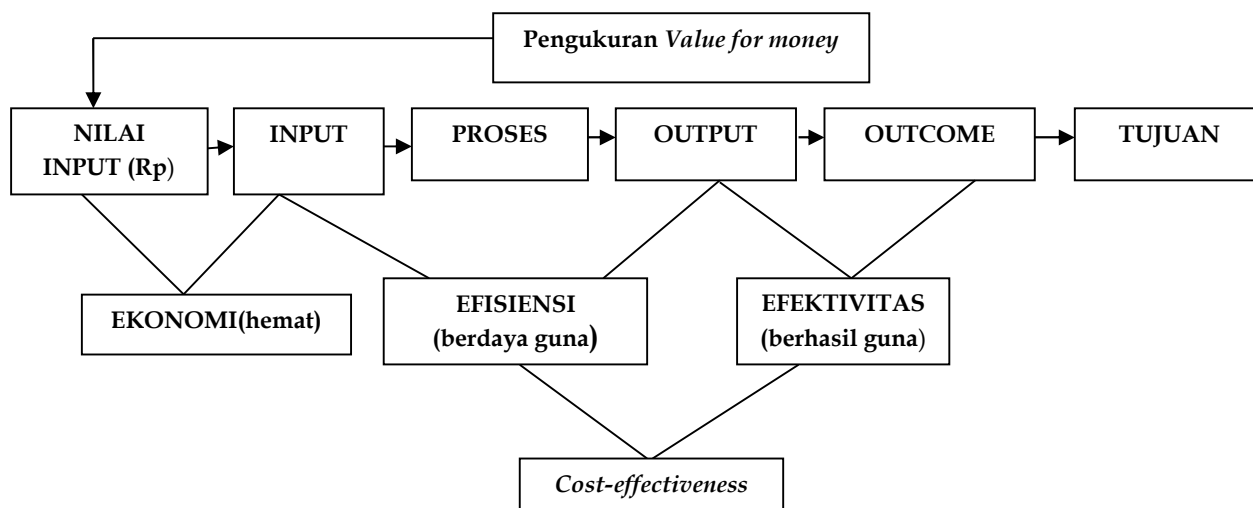 Pengukuran Value for money
NILAI
INPUT (Rp)
INPUT
PROSES
OUTPUT
OUTCOME
TUJUAN
EKONOMI(hemat)
EFISIENSI
(berdaya guna)
EFEKTIVITAS
(berhasil guna)
Cost-effectiveness